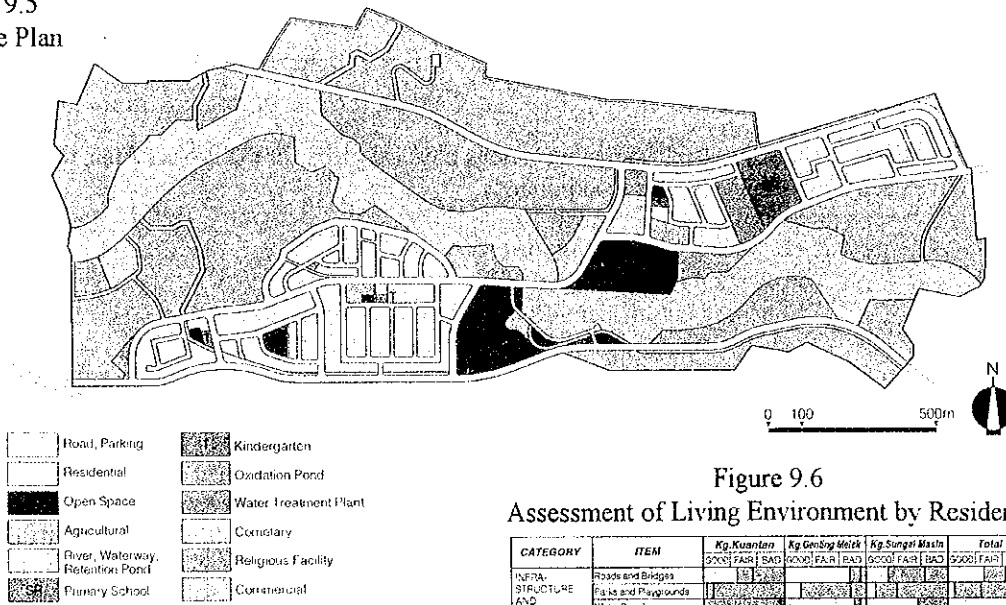 9.5
e Plan
N
0 100 500m
Road, Parking
Residential
Open Space
Agricultural
River, Waterway,
Retention Pond
SR Primary School
Kindergarten
Oxidation Pond
Water Treatment Plant
Cemetary
Religious Facility
Commercial
Figure 9.6
Assessment of Living Environment by Residen
CATEGORY ITEM Kg.Kuantan Kg.Genting Malek Kg.Sungai Masin Total
GOOD FAIR BAD GOOD FAIR BAD GOOD FAIR BAD GOOD FAIR
INFRA-
STRUCTURE
AND
Roads and Bridges
Parks and Playgrounds